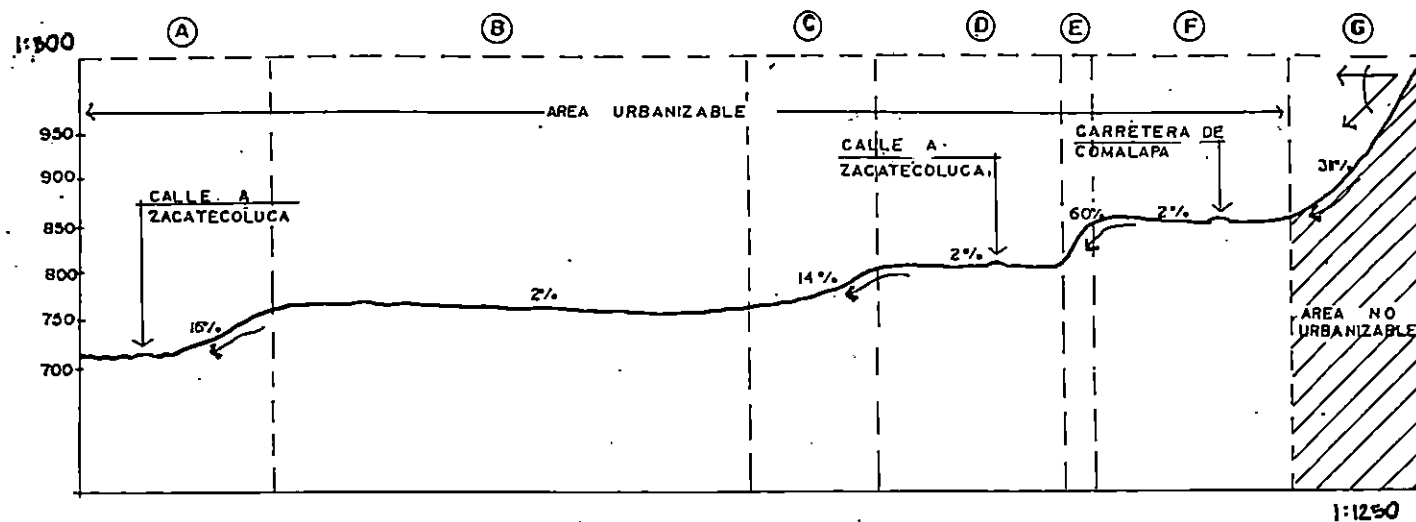 A B C D E F G
1:500
AREA URBANIZABLE
950
CARRETERA DE
COMALAPA
CALLE A
ZACATECOLUCA,
900
31%
CALLE A
ZACATECOLUCA
850
60%
2%
800
2%
14%
2%
750
16%
AREA NO
URBANIZABLE
700
1:1250